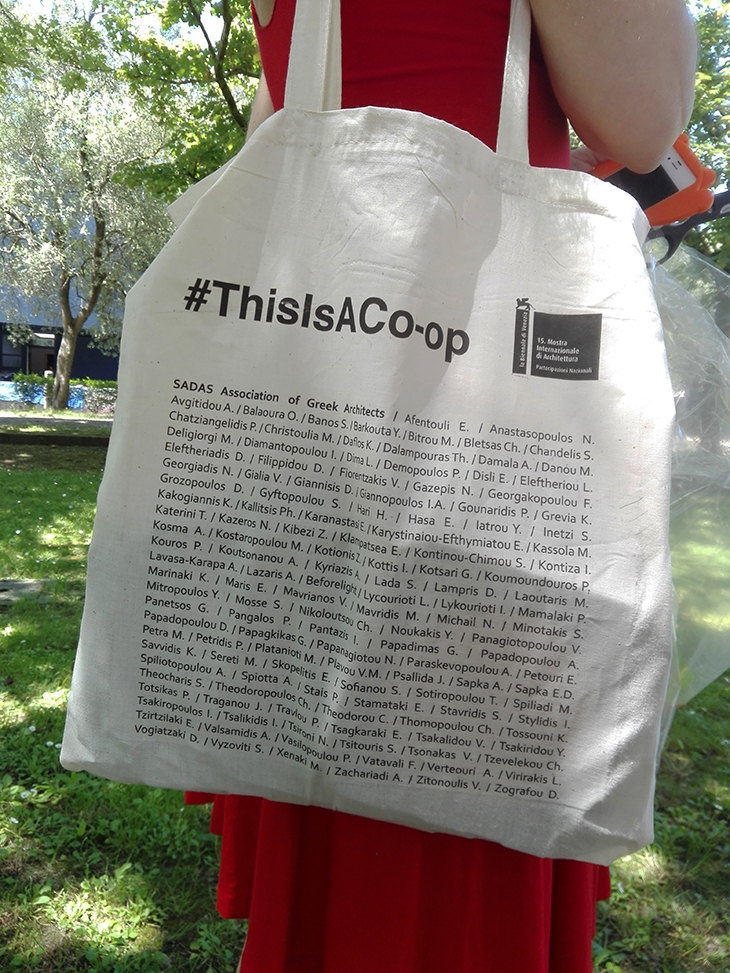 #ThisIsACo-op
la Biennale di Venezia
15. Mostra
Internazionale
di Architettura
Partecipazioni Nazionali
SADAS Association of Greek Architects / Afentouli E. / Anastasopoulos N.
Avgitidou A. / Balaoura O. / Banos S. / Barkouta Y. / Bitrou M. / Bletsas Ch. / Chandelis S.
Chatziangelidis P. / Christoulia M. / Daflos K. / Dalampouras Th. / Damala A. / Danou M.
Deligiorgi M. / Diamantopoulou I. / Dima L. / Demopoulos P. / Disli E. / Eleftheriou L.
Eleftheriadis D. / Filippidou D. / Fiorentzakis V. / Gazepis N. / Georgakopoulou F.
Georgiadis N. / Gialia V. / Giannisis D. / Giannopoulos I.A. / Gounaridis P. / Grevia K.
Grozopoulos D. / Gyftopoulou S. / Hari H. / Hasa E. / Iatrou Y. / Inetzi S.
Kakogiannis K. / Kallitsis Ph. / Karanastasi E. / Karystinaiou-Efthymiatou E. / Kassola M.
Katerini T. / Kazeros N. / Kibezi Z. / Klampatsea E. / Kontinou-Chimou S. / Kontiza I.
Kosma A. / Kostaropoulou M. / Kotionis Z. / Kottis I. / Kotsari G. / Koumoundouros P.
Kouros P. / Koutsonanou A. / Kyriazis A. / Lada S. / Lampris D. / Laoutaris M.
Lavasa-Karapa A. / Lazaris A. / Beforelight / Lycourioti L. / Lykourioti I. / Mamalaki P.
Marinaki K. / Maris E. / Mavrianos V. / Mavridis M. / Michail N. / Minotakis S.
Mitropoulos Y. / Mosse S. / Nikoloutsou Ch. / Noukakis Y. / Panagiotopoulou V.
Panetsos G. / Pangalos P. / Pantazis I. / Papadimas G. / Papadopoulou A.
Papadopoulou D. / Papagkikas G. / Papanagiotou N. / Paraskevopoulou A. / Petouri E.
Petra M. / Petridis P. / Platanioti M. / Plevou V.M. / Psallida J. / Sapka A. / Sapka E.D.
Savvidis K. / Sereti M. / Skopelitis E. / Sofianou S. / Sotiropoulou T. / Spiliadi M.
Spiliotopoulou A. / Spiotta A. / Stais P. / Stamataki E. / Stavridis S. / Stylidis I.
Theocharis S. / Theodoropoulos Ch. / Theodorou C. / Thomopoulou Ch. / Tossouni K.
Totsikas P. / Traganou J. / Travlou P. / Tsagkaraki E. / Tsakalidou V. / Tsakiridou Y.
Tsakiropoulos I. / Tsalikidis I. / Tsironi N. / Tsitouris S. / Tsonakas V. / Tzevelekou Ch.
Tzirtzilaki E. / Valsamidis A. / Vasilopoulou P. / Vatavali F. / Verteouri A. / Virirakis L.
Vogiatzaki D. / Vyzoviti S. / Xenaki M. / Zachariadi A. / Zitonoulis V. / Zografou D.